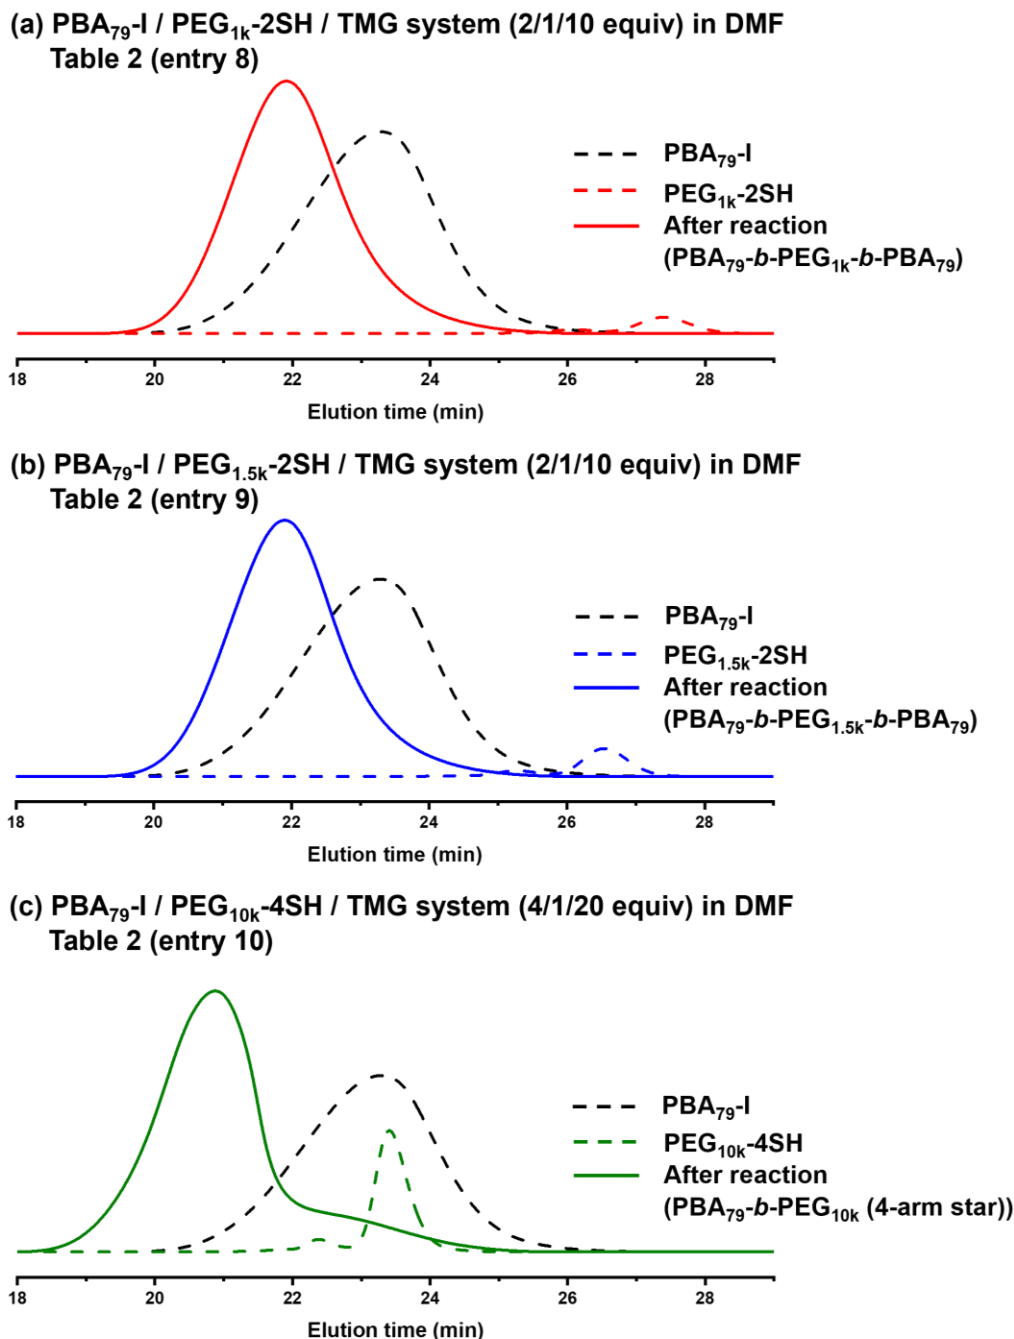 (a) PBA₇₉-I / PEG₁ₖ-2SH / TMG system (2/1/10 equiv) in DMF
Table 2 (entry 8)
PBA₇₉-I
PEG₁ₖ-2SH
After reaction
(PBA₇₉-b-PEG₁ₖ-b-PBA₇₉)
18 20 22 24 26 28
Elution time (min)
(b) PBA₇₉-I / PEG₁.₅ₖ-2SH / TMG system (2/1/10 equiv) in DMF
Table 2 (entry 9)
PBA₇₉-I
PEG₁.₅ₖ-2SH
After reaction
(PBA₇₉-b-PEG₁.₅ₖ-b-PBA₇₉)
18 20 22 24 26 28
Elution time (min)
(c) PBA₇₉-I / PEG₁₀ₖ-4SH / TMG system (4/1/20 equiv) in DMF
Table 2 (entry 10)
PBA₇₉-I
PEG₁₀ₖ-4SH
After reaction
(PBA₇₉-b-PEG₁₀ₖ (4-arm star))
18 20 22 24 26 28
Elution time (min)